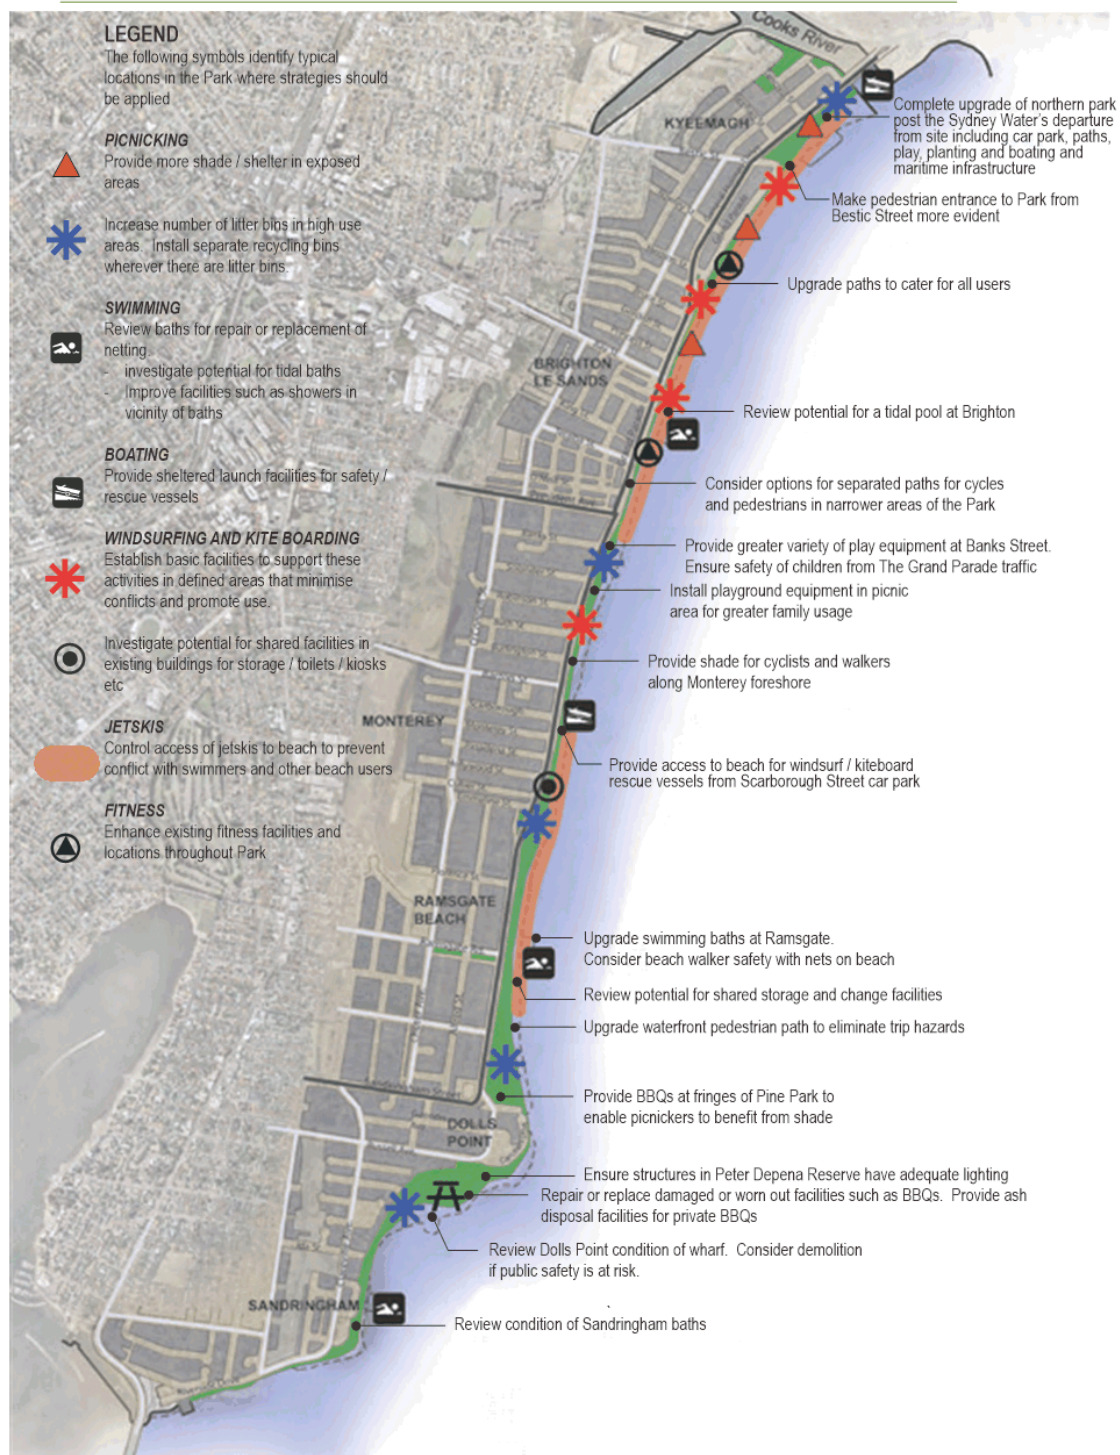 LEGEND
The following symbols identify typical
locations in the Park where strategies should
be applied
PICNICKING
Provide more shade / shelter in exposed
areas
Increase number of litter bins in high use
areas. Install separate recycling bins
wherever there are litter bins.
SWIMMING
Review baths for repair or replacement of
netting.
- investigate potential for tidal baths
- Improve facilities such as showers in
vicinity of baths
BOATING
Provide sheltered launch facilities for safety /
rescue vessels
WINDSURFING AND KITE BOARDING
Establish basic facilities to support these
activities in defined areas that minimise
conflicts and promote use.
Investigate potential for shared facilities in
existing buildings for storage / toilets / kiosks
etc
JETSKIS
Control access of jetskis to beach to prevent
conflict with swimmers and other beach users
FITNESS
Enhance existing fitness facilities and
locations throughout Park
Cooks River
KYEEMAGH
Complete upgrade of northern park
post the Sydney Water's departure
from site including car park, paths,
play, planting and boating and
maritime infrastructure
Make pedestrian entrance to Park from
Bestic Street more evident
Upgrade paths to cater for all users
BRIGHTON
LE SANDS
Review potential for a tidal pool at Brighton
Consider options for separated paths for cycles
and pedestrians in narrower areas of the Park
Provide greater variety of play equipment at Banks Street.
Ensure safety of children from The Grand Parade traffic
Install playground equipment in picnic
area for greater family usage
Provide shade for cyclists and walkers
along Monterey foreshore
MONTEREY
Provide access to beach for windsurf / kiteboard
rescue vessels from Scarborough Street car park
RAMSGATE
BEACH
Upgrade swimming baths at Ramsgate.
Consider beach walker safety with nets on beach
Review potential for shared storage and change facilities
Upgrade waterfront pedestrian path to eliminate trip hazards
Provide BBQs at fringes of Pine Park to
enable picnickers to benefit from shade
DOLLS
POINT
Ensure structures in Peter Depena Reserve have adequate lighting
Repair or replace damaged or worn out facilities such as BBQs. Provide ash
disposal facilities for private BBQs
Review Dolls Point condition of wharf. Consider demolition
if public safety is at risk.
SANDRINGHAM
Review condition of Sandringham baths
Riverside Drive